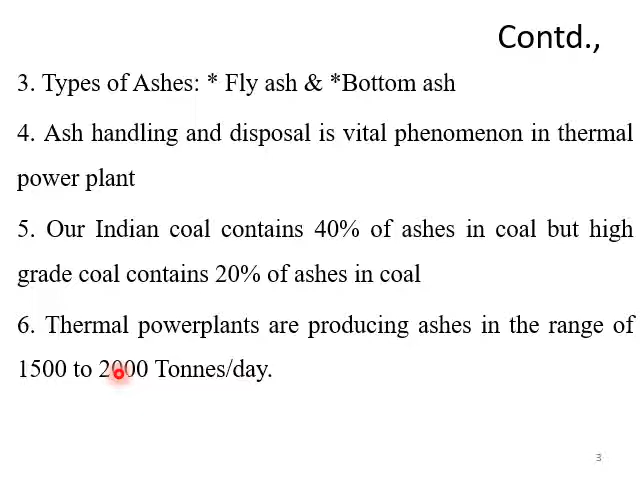 Contd.,
3. Types of Ashes: * Fly ash & *Bottom ash
4. Ash handling and disposal is vital phenomenon in thermal
power plant
5. Our Indian coal contains 40% of ashes in coal but high
grade coal contains 20% of ashes in coal
6. Thermal powerplants are producing ashes in the range of
1500 to 2000 Tonnes/day.
3